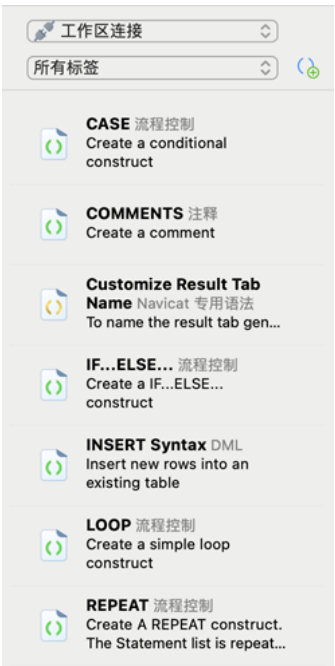 工作区连接
所有标签
CASE 流程控制
Create a conditional
construct
COMMENTS 注释
Create a comment
Customize Result Tab
Name Navicat 专用语法
To name the result tab gen...
IF...ELSE... 流程控制
Create a IF...ELSE...
construct
INSERT Syntax DML
Insert new rows into an
existing table
LOOP 流程控制
Create a simple loop
construct
REPEAT 流程控制
Create A REPEAT construct.
The Statement list is repeat...